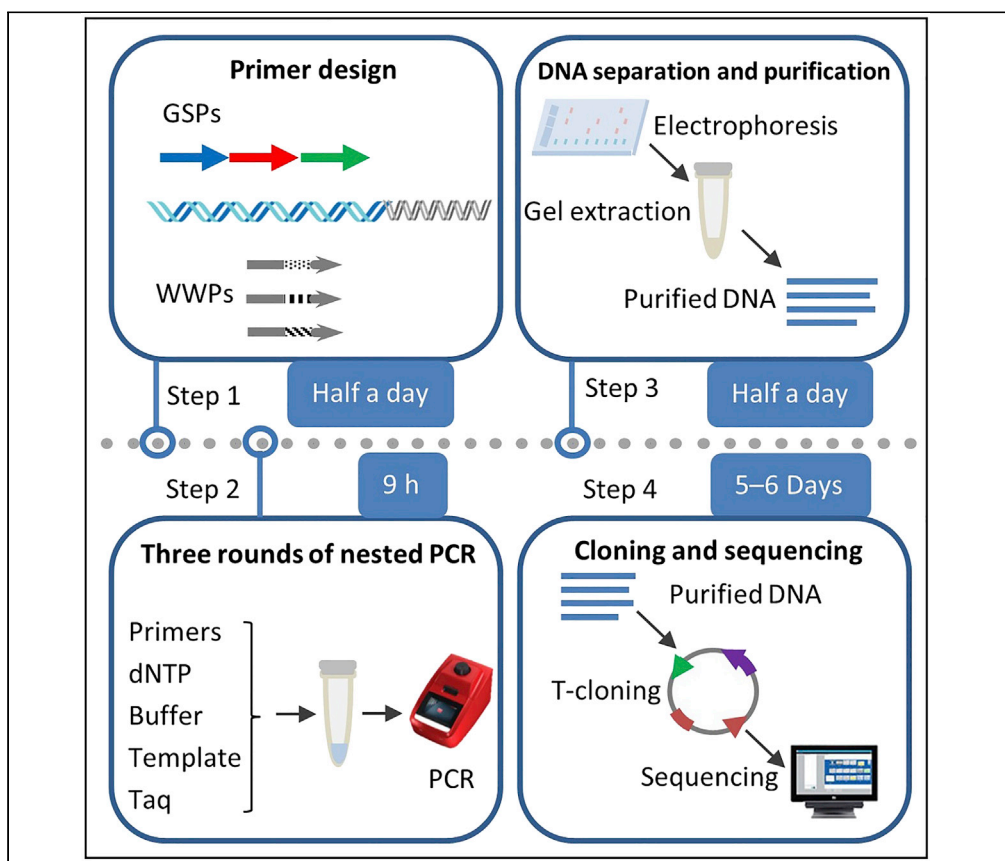 Primer design
GSPs
WWPs
Step 1
Half a day
Step 2
9 h
Three rounds of nested PCR
Primers
dNTP
Buffer
Template
Taq
PCR
DNA separation and purification
Electrophoresis
Gel extraction
Purified DNA
Step 3
Half a day
Step 4
5–6 Days
Cloning and sequencing
Purified DNA
T-cloning
Sequencing